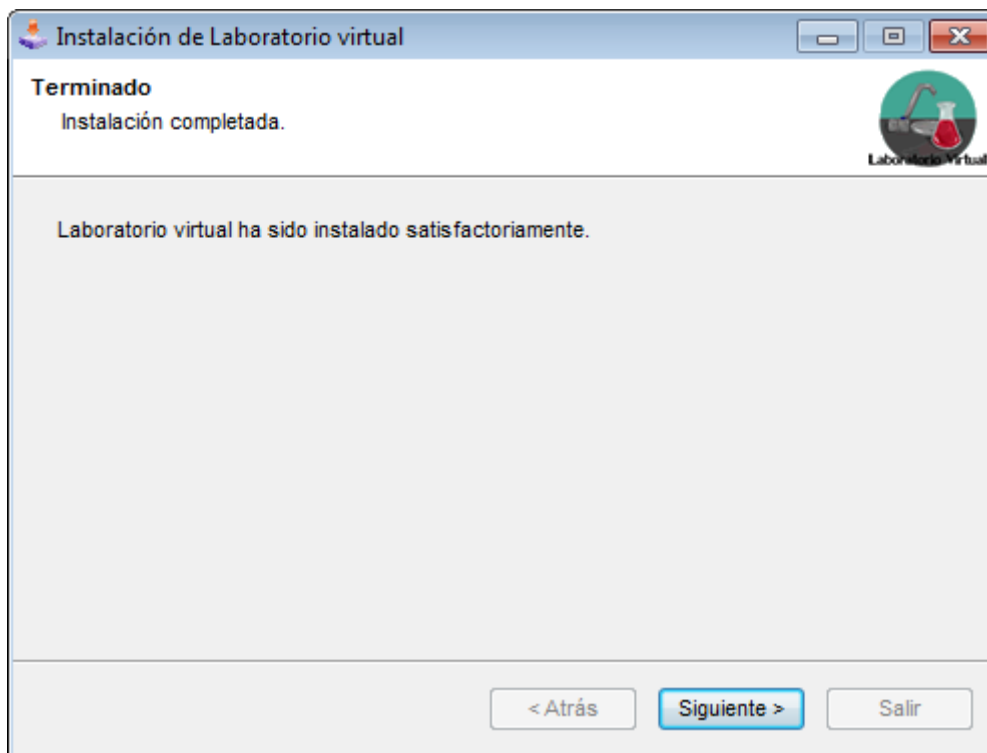 Instalación de Laboratorio virtual
Terminado
Instalación completada.
Laboratorio Virtual
Laboratorio virtual ha sido instalado satisfactoriamente.
< Atrás
Siguiente >
Salir